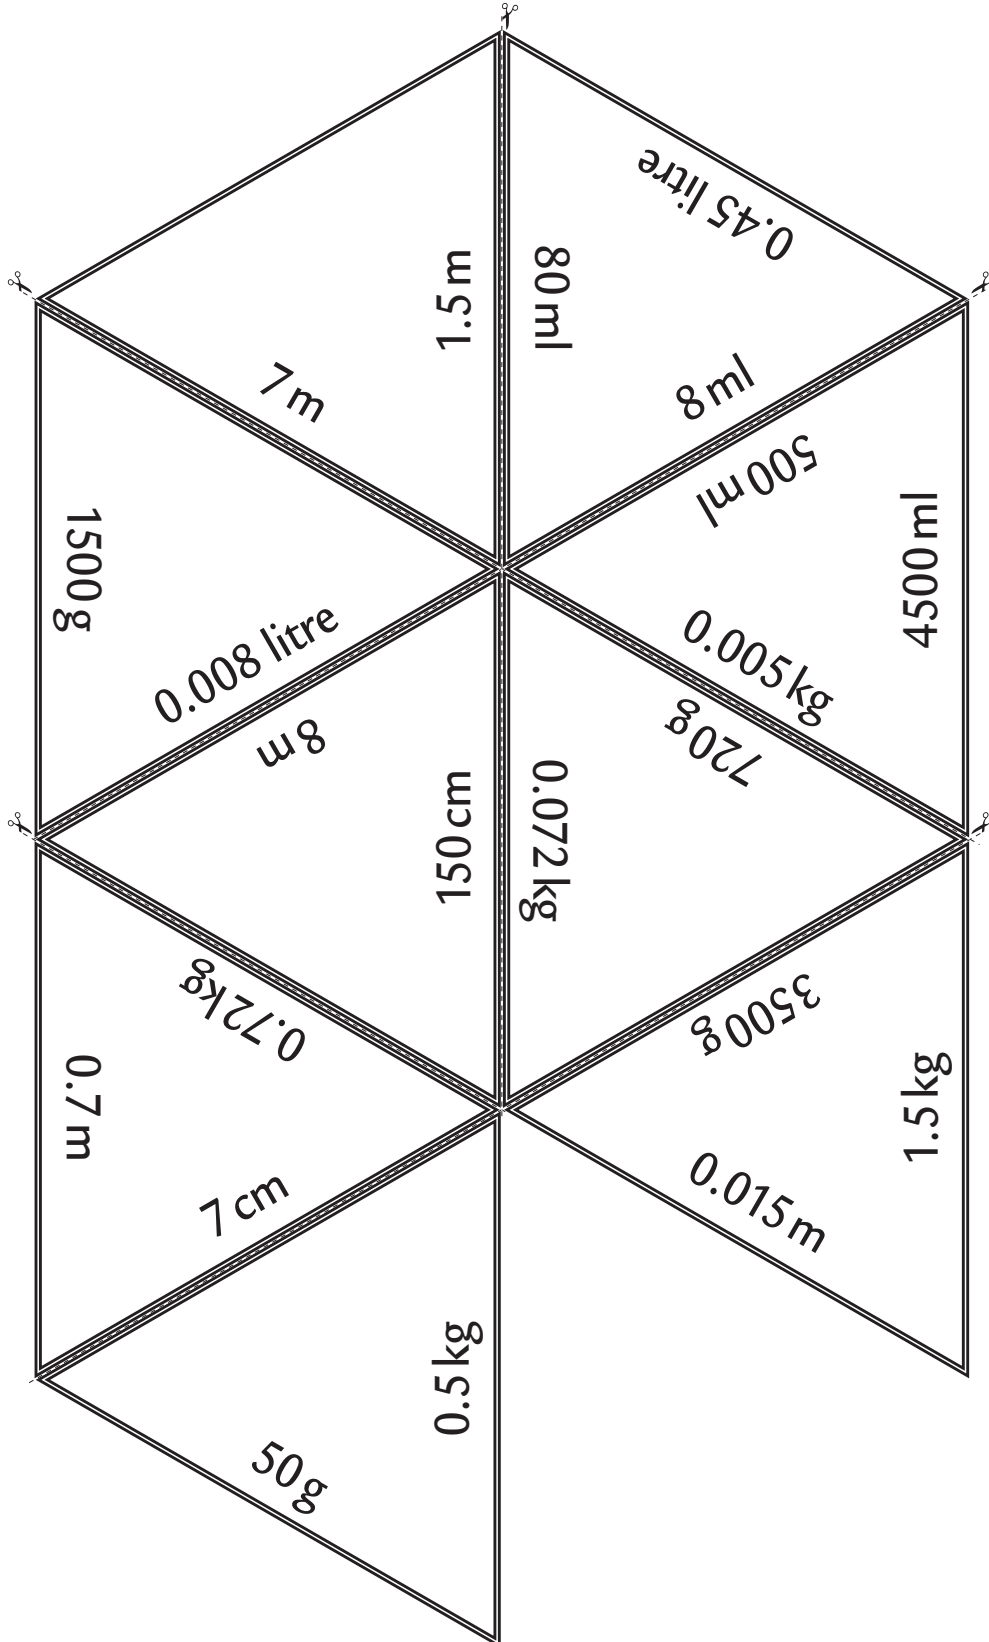 0.45 litre
1.5 m
80 ml
7 m
8 ml
500 ml
1500 g
4500 ml
0.008 litre
0.005 kg
8 m
720 g
150 cm
0.072 kg
0.72 kg
3500 g
0.7 m
1.5 kg
7 cm
0.015 m
0.5 kg
50 g